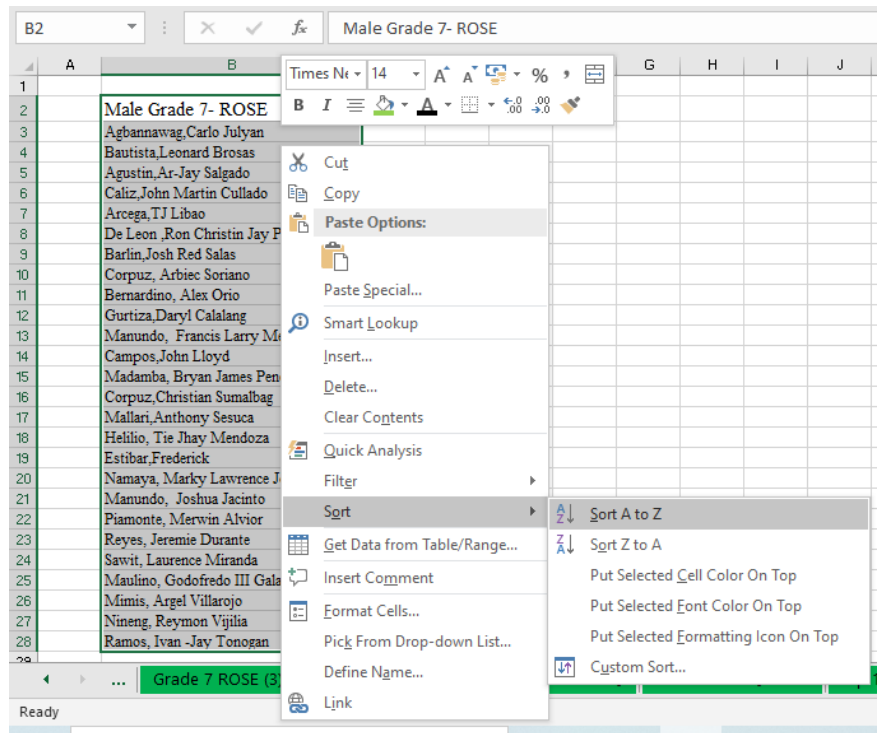 B2 fx Male Grade 7- ROSE
A B G H I J
Times Ne 14 A A % ,
B I A .00 .00
1
2 Male Grade 7- ROSE
3 Agbannawag,Carlo Julyan
4 Bautista,Leonard Brosas
5 Agustin,Ar-Jay Salgado
6 Caliz,John Martin Cullado
7 Arcega,TJ Libao
8 De Leon ,Ron Christin Jay P
9 Barlin,Josh Red Salas
10 Corpuz, Arbiec Soriano
11 Bernardino, Alex Orio
12 Gurtiza,Daryl Calalang
13 Manundo, Francis Larry
14 Campos,John Lloyd
15 Madamba, Bryan James Pen
16 Corpuz,Christian Sumalbag
17 Mallari,Anthony Sesuca
18 Helilio, Tie Jhay Mendoza
19 Estibar,Frederick
20 Namaya, Marky Lawrence J
21 Manundo, Joshua Jacinto
22 Piamonte, Merwin Alvior
23 Reyes, Jeremie Durante
24 Sawit, Laurence Miranda
25 Maulino, Godofredo III Gala
26 Mimis, Argel Villarojo
27 Nineng, Reymon Vijilia
28 Ramos, Ivan -Jay Tonogan
29
Cut
Copy
Paste Options:
Paste Special...
Smart Lookup
Insert...
Delete...
Clear Contents
Quick Analysis
Filter
Sort
Get Data from Table/Range...
Insert Comment
Format Cells...
Pick From Drop-down List...
Define Name...
Link
Sort A to Z
Sort Z to A
Put Selected Cell Color On Top
Put Selected Font Color On Top
Put Selected Formatting Icon On Top
Custom Sort...
... Grade 7 ROSE (3)
Ready